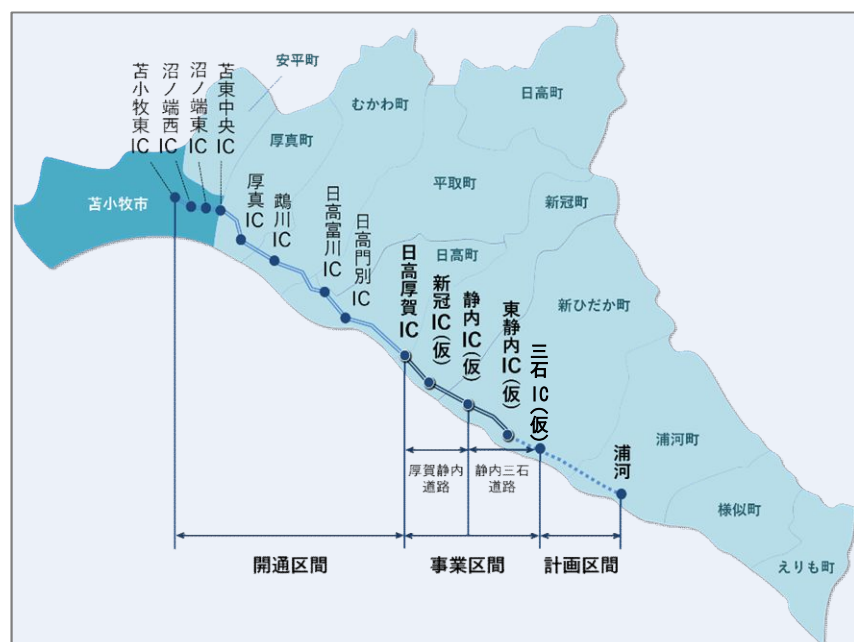 安平町
日高町
むかわ町
厚真町
平取町
新冠町
日高町
新ひだか町
浦河町
様似町
えりも町
苫小牧市
苫小牧東IC
沼ノ端西IC
沼ノ端東IC
苫東中央IC
厚真IC
鵡川IC
日高富川IC
日高門別IC
日高厚賀IC
新冠IC(仮)
静内IC(仮)
東静内IC(仮)
三石IC(仮)
浦河
厚賀静内
道路
静内三石
道路
開通区間
事業区間
計画区間